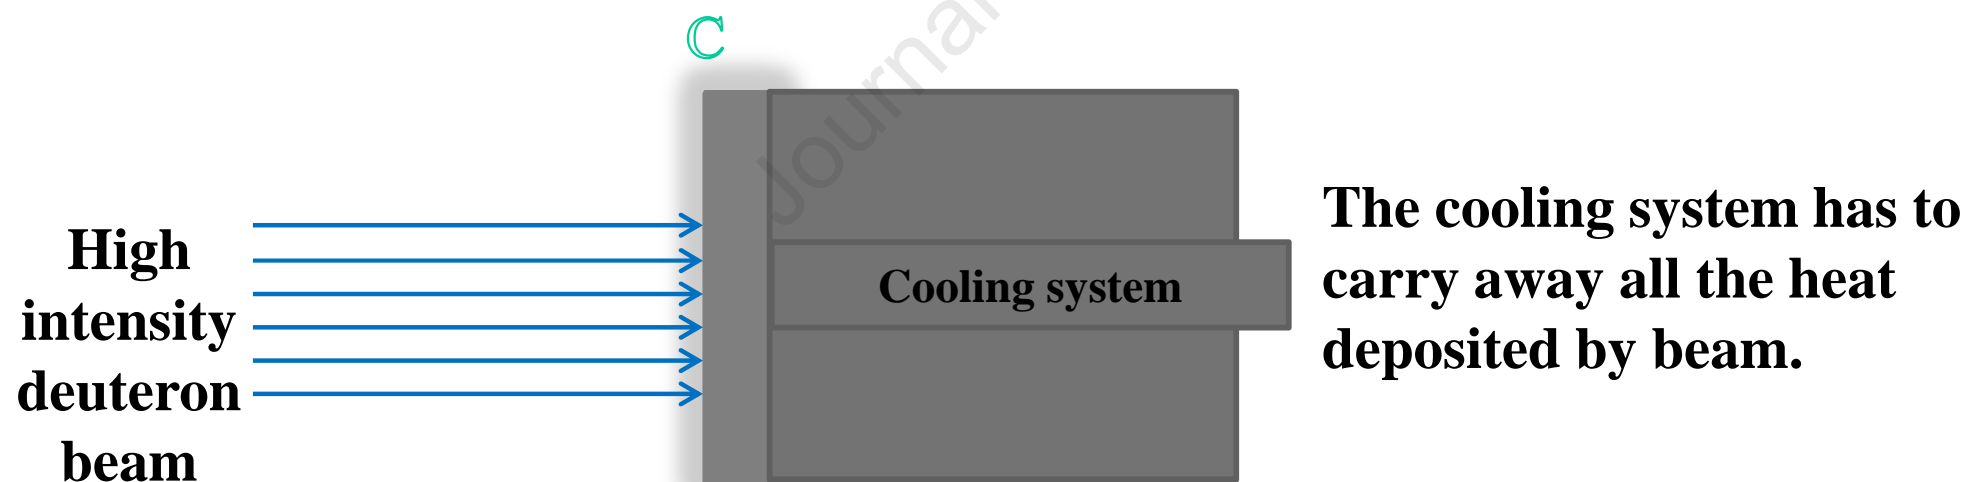 ℂ
High
intensity
deuteron
beam
Cooling system
The cooling system has to
carry away all the heat
deposited by beam.
Journal